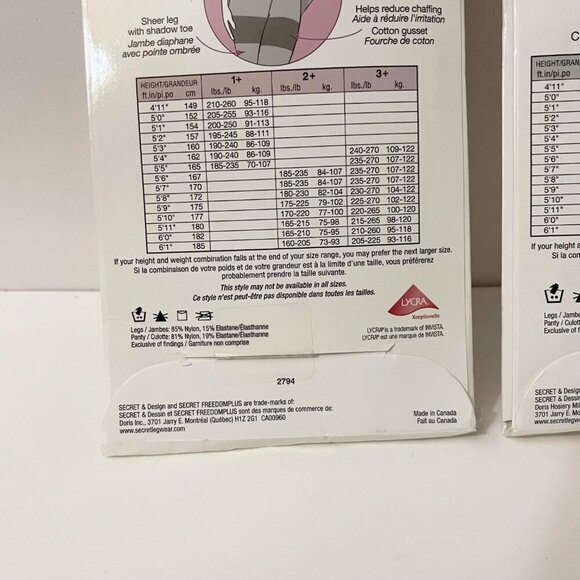 Sheer leg
with shadow toe
Jambe diaphane
avec pointe ombrée
Helps reduce chaffing
Aide à réduire l'irritation
Cotton gusset
Fourche de coton
HEIGHT/GRANDEUR 1+ 2+ 3+
ft.in/pi.po cm lbs./lb kg. lbs./lb kg. lbs./lb kg.
4'11" 149 210-260 95-118
5'0" 152 205-255 93-116
5'1" 154 200-250 91-113
5'2" 157 195-245 88-111
5'3" 160 190-240 86-109 240-270 109-122
5'4" 162 190-240 86-109 235-270 107-122
5'5" 165 185-235 70-107 235-270 107-122
5'6" 167 185-235 84-107 235-270 107-122
5'7" 170 185-235 84-107 235-270 107-122
5'8" 172 180-230 82-104 230-270 104-122
5'9" 175 175-225 79-102 225-270 102-122
5'10" 177 170-220 77-100 220-265 100-120
5'11" 180 165-215 75-98 215-265 98-120
6'0" 182 165-210 75-95 210-260 95-118
6'1" 185 160-205 73-93 205-225 93-116
If your height and weight combination falls at the end of your size range, you may prefer the next larger size.
Si la combinaison de votre poids et de votre grandeur est à la limite d'une taille, vous préférerez
probablement prendre la taille suivante.
This style may not be available in all sizes.
Ce style n'est peut-être pas disponible dans toutes les tailles.
LYCRA
Xceptionelle
Legs / Jambes: 85% Nylon, 15% Elastane/Élasthanne
Panty / Culotte: 81% Nylon, 19% Elastane/Élasthanne
Exclusive of findings / Garniture non comprise
LYCRA® is a trademark of INVISTA.
LYCRA® est une marque de INVISTA.
2794
SECRET & Design and SECRET FREEDOMPLUS are trade-marks of:
SECRET & Dessin et SECRET FREEDOMPLUS sont des marques de commerce de:
Doris Inc., 3701 Jarry E. Montréal (Québec) H1Z 2G1 CA00960
www.secretlegwear.com
Made in Canada
Fait au Canada
C
HEIGHT/GRAN
ft.in/pi.po
4'11"
5'0"
5'1"
5'2"
5'3"
5'4"
5'5"
5'6"
5'7"
5'8"
5'9"
5'10"
5'11"
6'0"
6'1"
If your height and
Si la combinaison
Legs / Jambe
Panty / Culott
Exclusive of fi
SECRET & Design
SECRET & Dessin
Doris Hosiery Mil
3701 Jarry E. Mo
www.secretlegwe